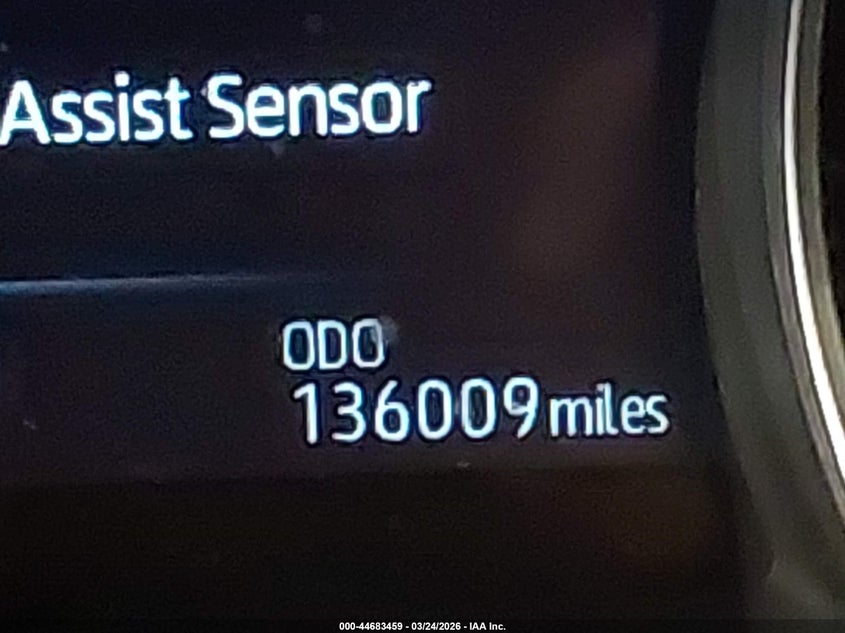 Assist Sensor
ODO
136009 miles
000-44683459 - 03/24/2026 - IAA Inc.